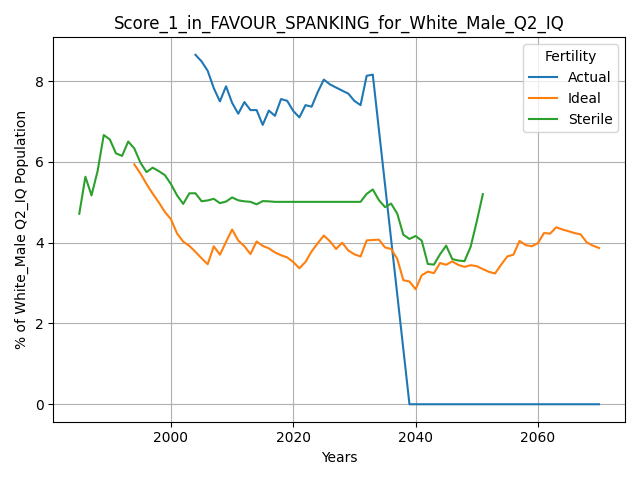 Score_1_in_FAVOUR_SPANKING_for_White_Male_Q2_IQ
Fertility
Actual
Ideal
Sterile
% of White_Male Q2_IQ Population
8
6
4
2
0
2000
2020
2040
2060
Years